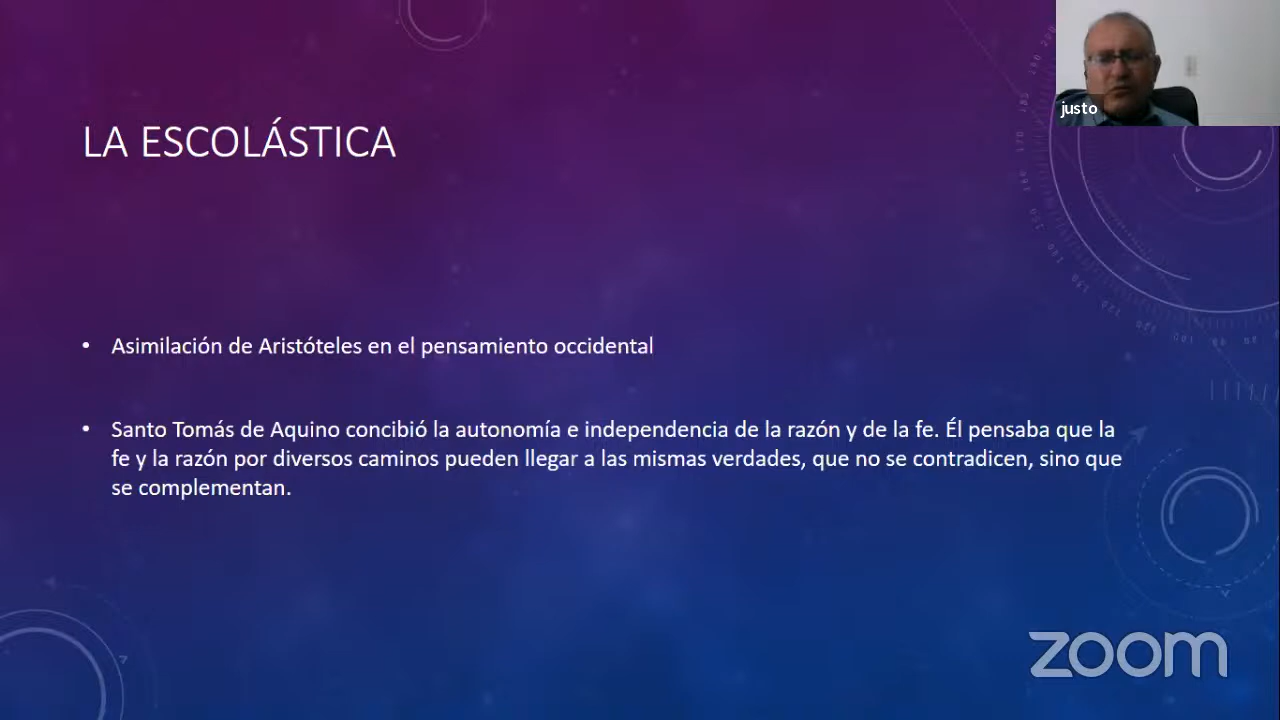 justo
LA ESCOLÁSTICA
• Asimilación de Aristóteles en el pensamiento occidental
• Santo Tomás de Aquino concibió la autonomía e independencia de la razón y de la fe. Él pensaba que la
fe y la razón por diversos caminos pueden llegar a las mismas verdades, que no se contradicen, sino que
se complementan.
zoom